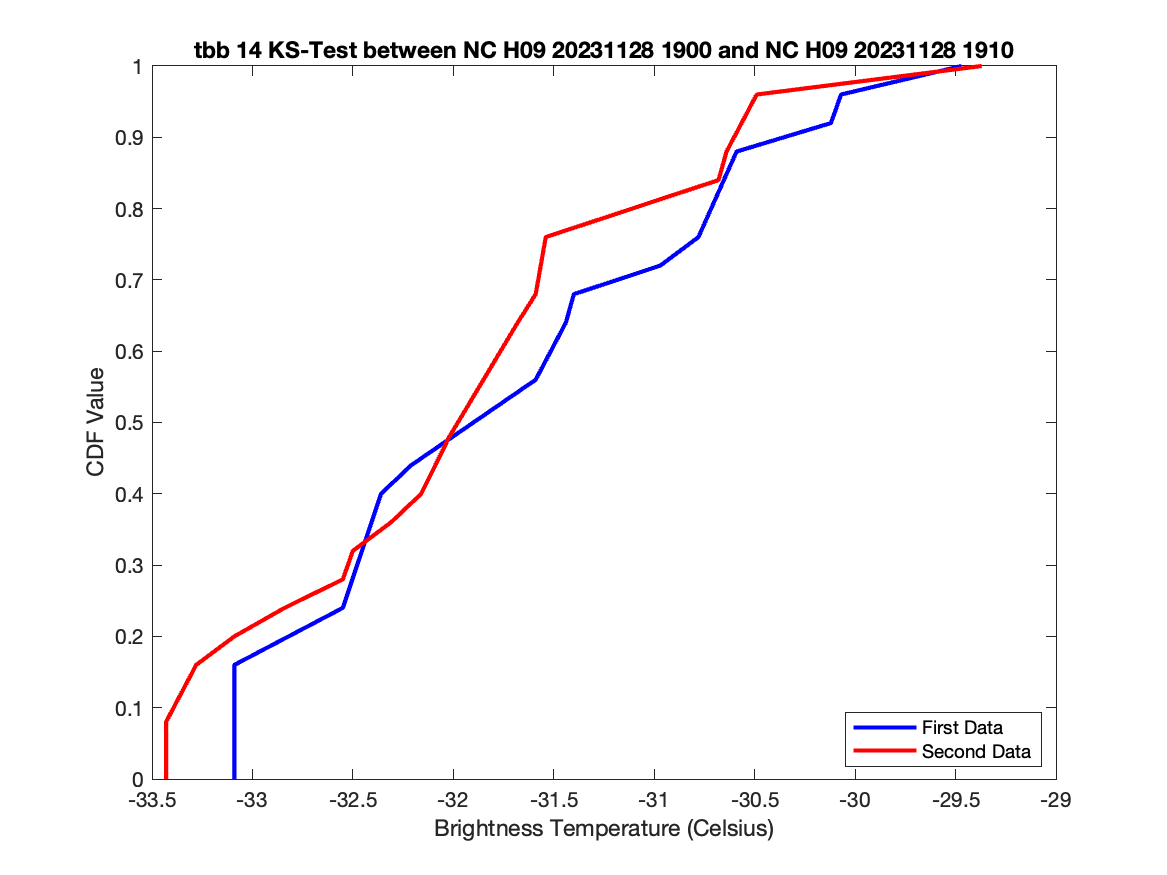 tbb 14 KS-Test between NC H09 20231128 1900 and NC H09 20231128 1910
1
0.9
0.8
0.7
0.6
0.5
0.4
0.3
0.2
0.1
0
CDF Value
First Data
Second Data
-33.5 -33 -32.5 -32 -31.5 -31 -30.5 -30 -29.5 -29
Brightness Temperature (Celsius)